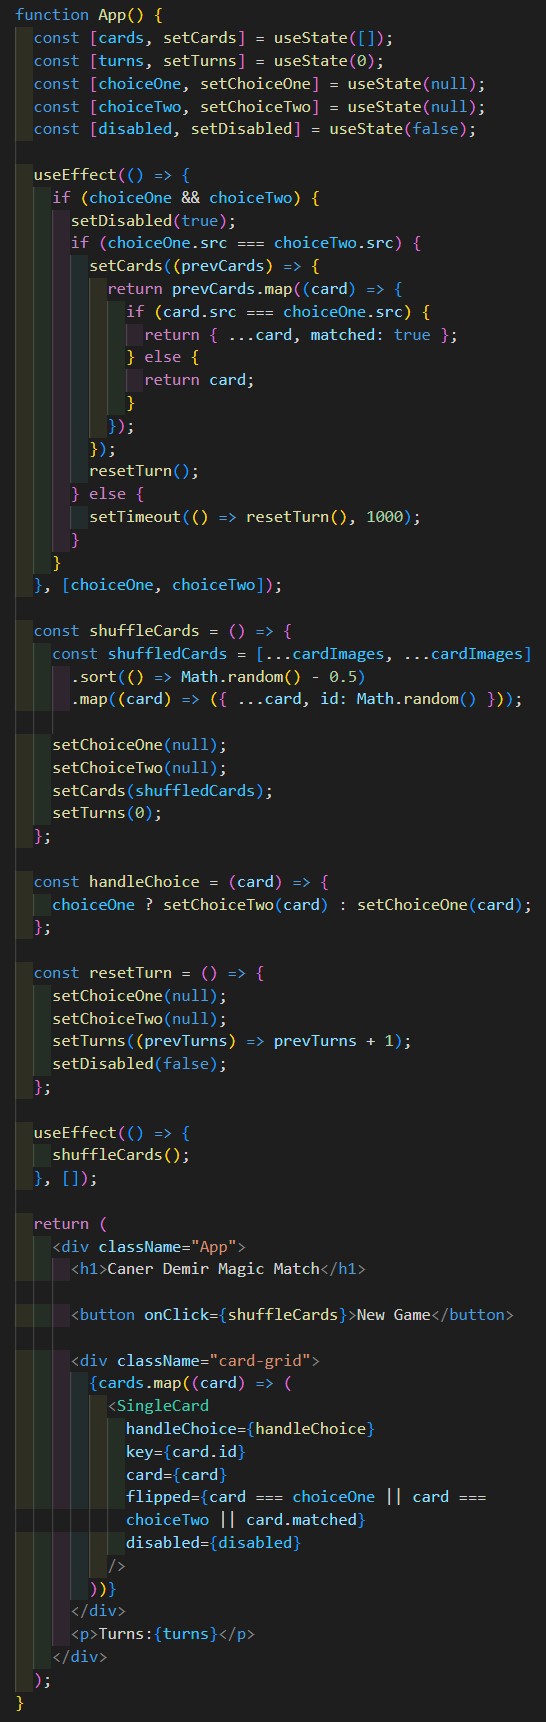 function App() {
  const [cards, setCards] = useState([]);
  const [turns, setTurns] = useState(0);
  const [choiceOne, setChoiceOne] = useState(null);
  const [choiceTwo, setChoiceTwo] = useState(null);
  const [disabled, setDisabled] = useState(false);

  useEffect(() => {
    if (choiceOne && choiceTwo) {
      setDisabled(true);
      if (choiceOne.src === choiceTwo.src) {
        setCards((prevCards) => {
          return prevCards.map((card) => {
            if (card.src === choiceOne.src) {
              return { ...card, matched: true };
            } else {
              return card;
            }
          });
        });
        resetTurn();
      } else {
        setTimeout(() => resetTurn(), 1000);
      }
    }
  }, [choiceOne, choiceTwo]);

  const shuffleCards = () => {
    const shuffledCards = [...cardImages, ...cardImages]
      .sort(() => Math.random() - 0.5)
      .map((card) => ({ ...card, id: Math.random() }));

    setChoiceOne(null);
    setChoiceTwo(null);
    setCards(shuffledCards);
    setTurns(0);
  };

  const handleChoice = (card) => {
    choiceOne ? setChoiceTwo(card) : setChoiceOne(card);
  };

  const resetTurn = () => {
    setChoiceOne(null);
    setChoiceTwo(null);
    setTurns((prevTurns) => prevTurns + 1);
    setDisabled(false);
  };

  useEffect(() => {
    shuffleCards();
  }, []);

  return (
    <div className="App">
      <h1>Caner Demir Magic Match</h1>

      <button onClick={shuffleCards}>New Game</button>

      <div className="card-grid">
        {cards.map((card) => (
          <SingleCard
            handleChoice={handleChoice}
            key={card.id}
            card={card}
            flipped={card === choiceOne || card ===
            choiceTwo || card.matched}
            disabled={disabled}
          />
        ))}
      </div>
      <p>Turns:{turns}</p>
    </div>
  );
}